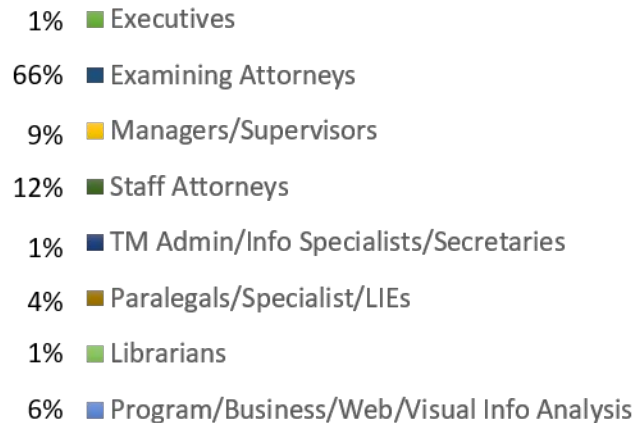 1% Executives
66% Examining Attorneys
9% Managers/Supervisors
12% Staff Attorneys
1% TM Admin/Info Specialists/Secretaries
4% Paralegals/Specialist/LIEs
1% Librarians
6% Program/Business/Web/Visual Info Analysis